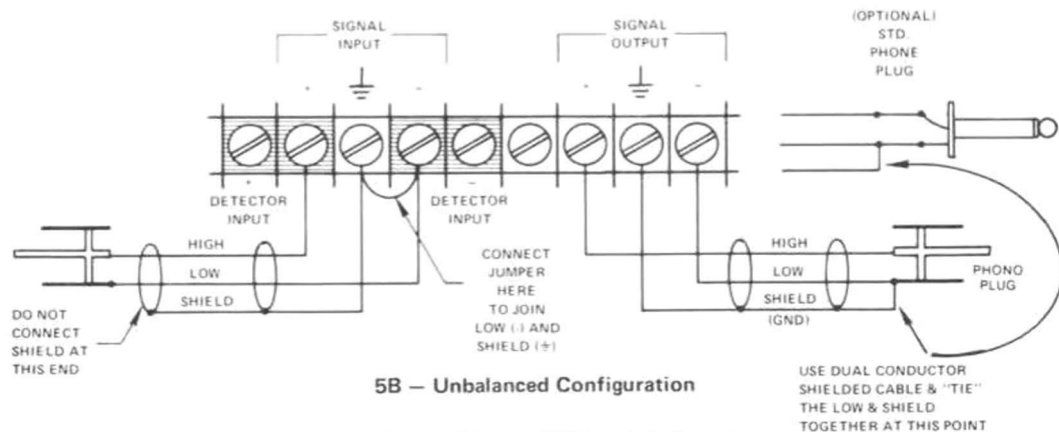 SIGNAL
INPUT
SIGNAL
OUTPUT
(OPTIONAL)
STD.
PHONE
PLUG
DETECTOR
INPUT
DETECTOR
INPUT
HIGH
LOW
SHIELD
DO NOT
CONNECT
SHIELD AT
THIS END
CONNECT
JUMPER
HERE
TO JOIN
LOW (-) AND
SHIELD (⏚)
HIGH
LOW
SHIELD
(GND)
PHONO
PLUG
USE DUAL CONDUCTOR
SHIELDED CABLE & "TIE"
THE LOW & SHIELD
TOGETHER AT THIS POINT
5B — Unbalanced Configuration